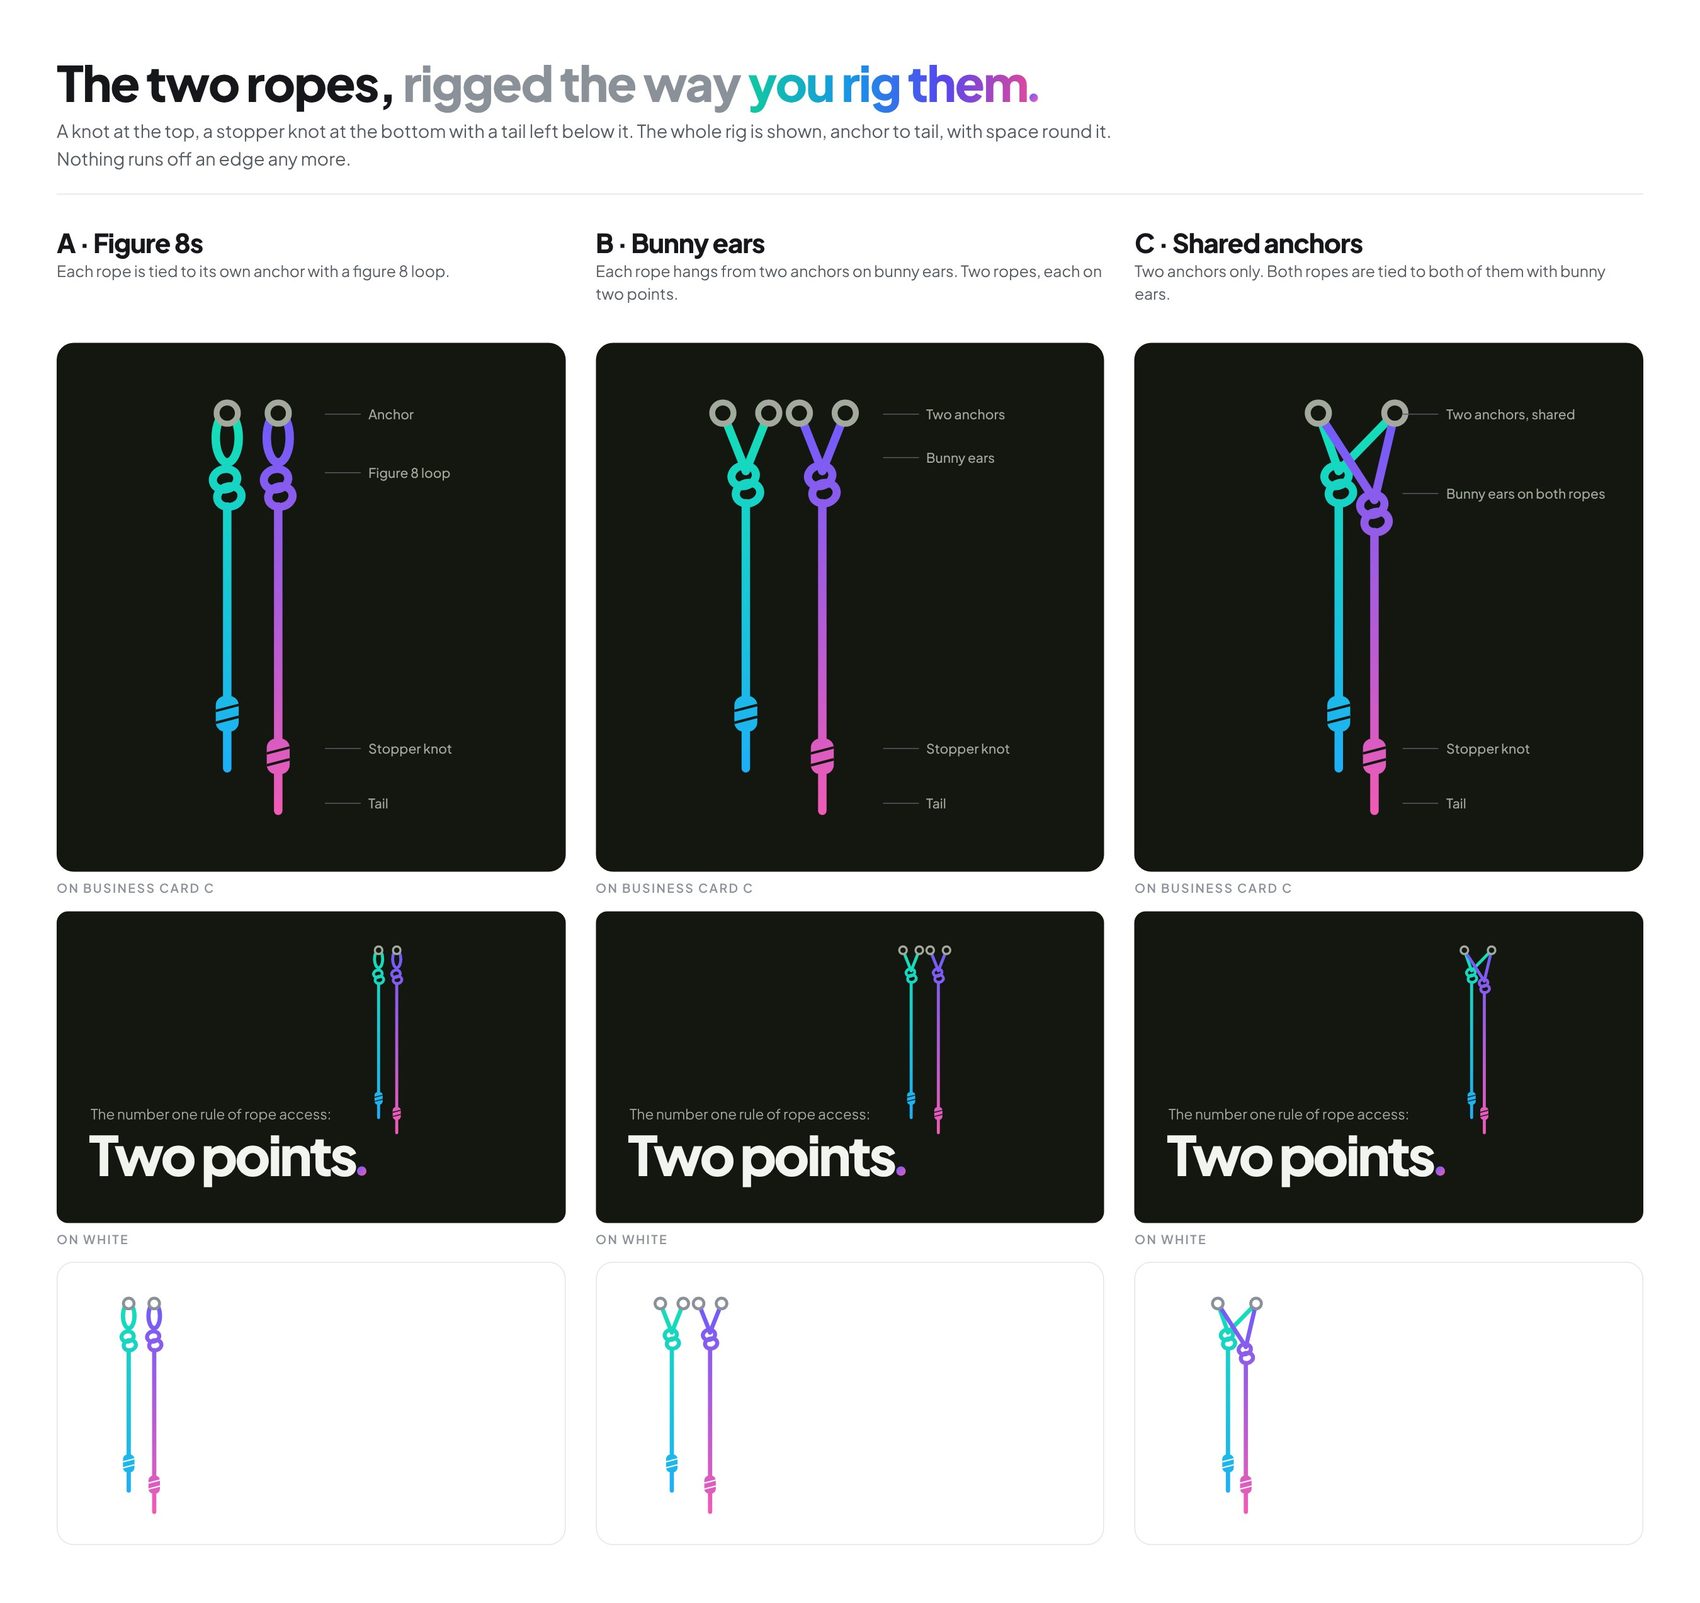 The two ropes, rigged the way you rig them.
A knot at the top, a stopper knot at the bottom with a tail left below it. The whole rig is shown, anchor to tail, with space round it.
Nothing runs off an edge any more.
A · Figure 8s
Each rope is tied to its own anchor with a figure 8 loop.
B · Bunny ears
Each rope hangs from two anchors on bunny ears. Two ropes, each on
two points.
C · Shared anchors
Two anchors only. Both ropes are tied to both of them with bunny
ears.
Anchor
Figure 8 loop
Stopper knot
Tail
Two anchors
Bunny ears
Stopper knot
Tail
Two anchors, shared
Bunny ears on both ropes
Stopper knot
Tail
ON BUSINESS CARD C
ON BUSINESS CARD C
ON BUSINESS CARD C
The number one rule of rope access:
Two points.
The number one rule of rope access:
Two points.
The number one rule of rope access:
Two points.
ON WHITE
ON WHITE
ON WHITE